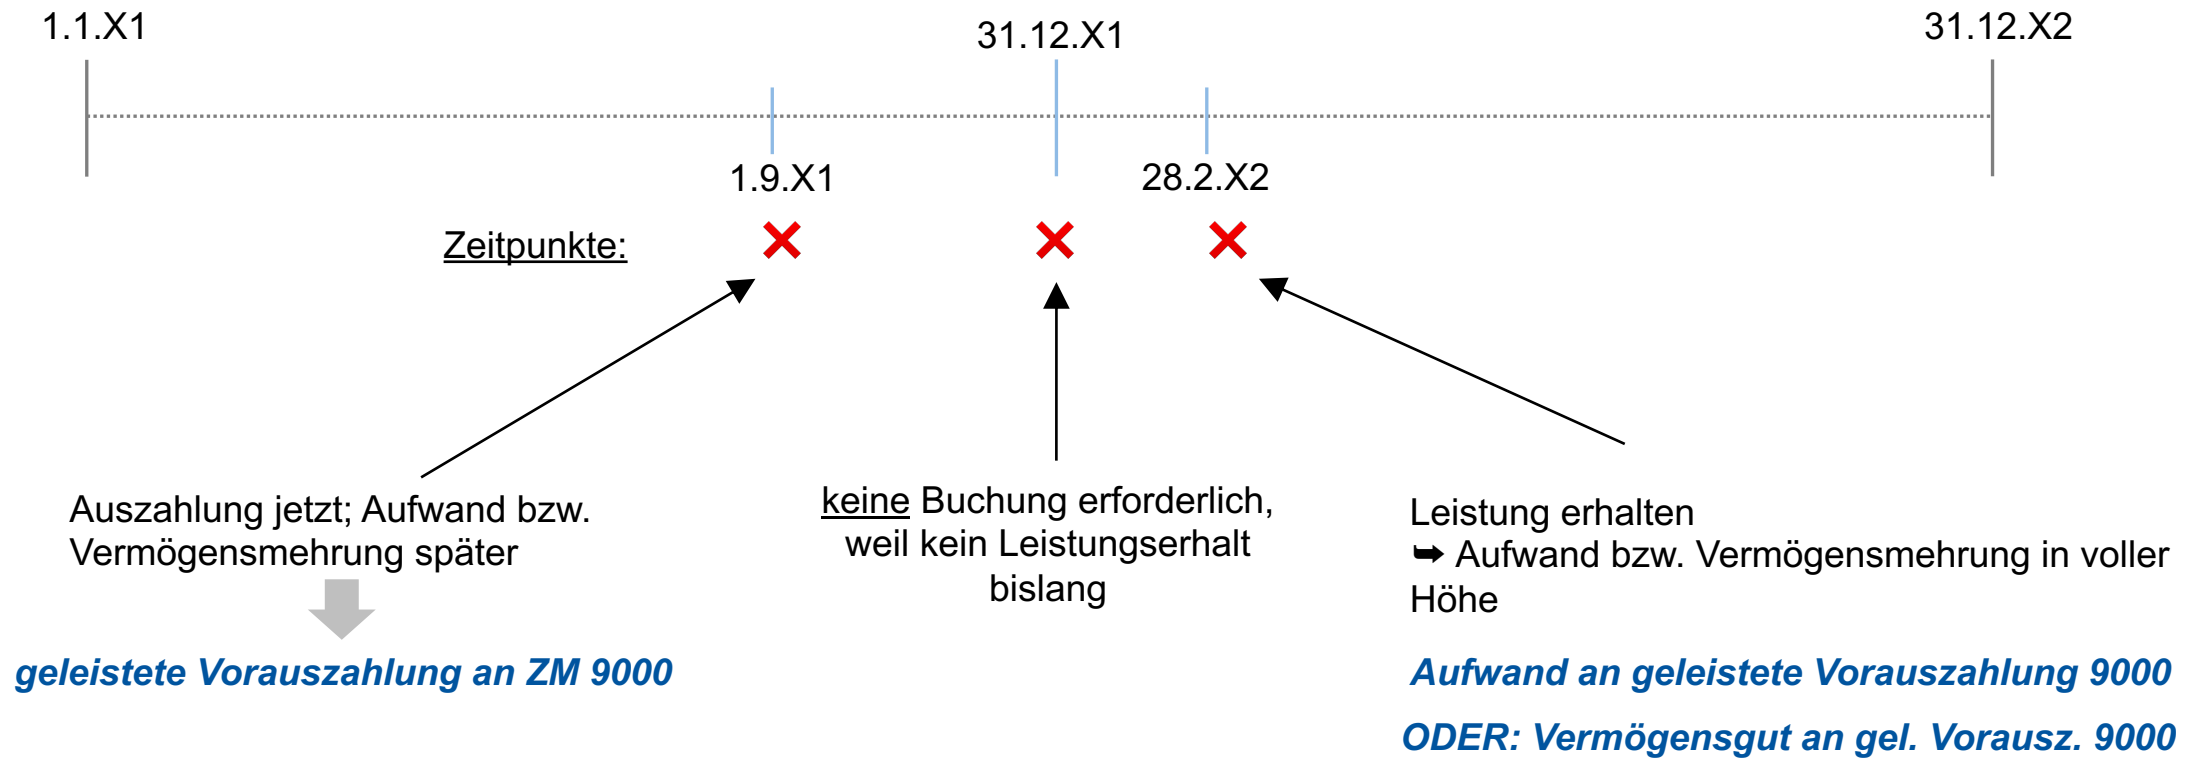 1.1.X1
31.12.X1
31.12.X2
1.9.X1
28.2.X2
Zeitpunkte:
Auszahlung jetzt; Aufwand bzw.
Vermögensmehrung später
geleistete Vorauszahlung an ZM 9000
keine Buchung erforderlich,
weil kein Leistungserhalt
bislang
Leistung erhalten
➥ Aufwand bzw. Vermögensmehrung in voller
Höhe
Aufwand an geleistete Vorauszahlung 9000
ODER: Vermögensgut an gel. Vorausz. 9000